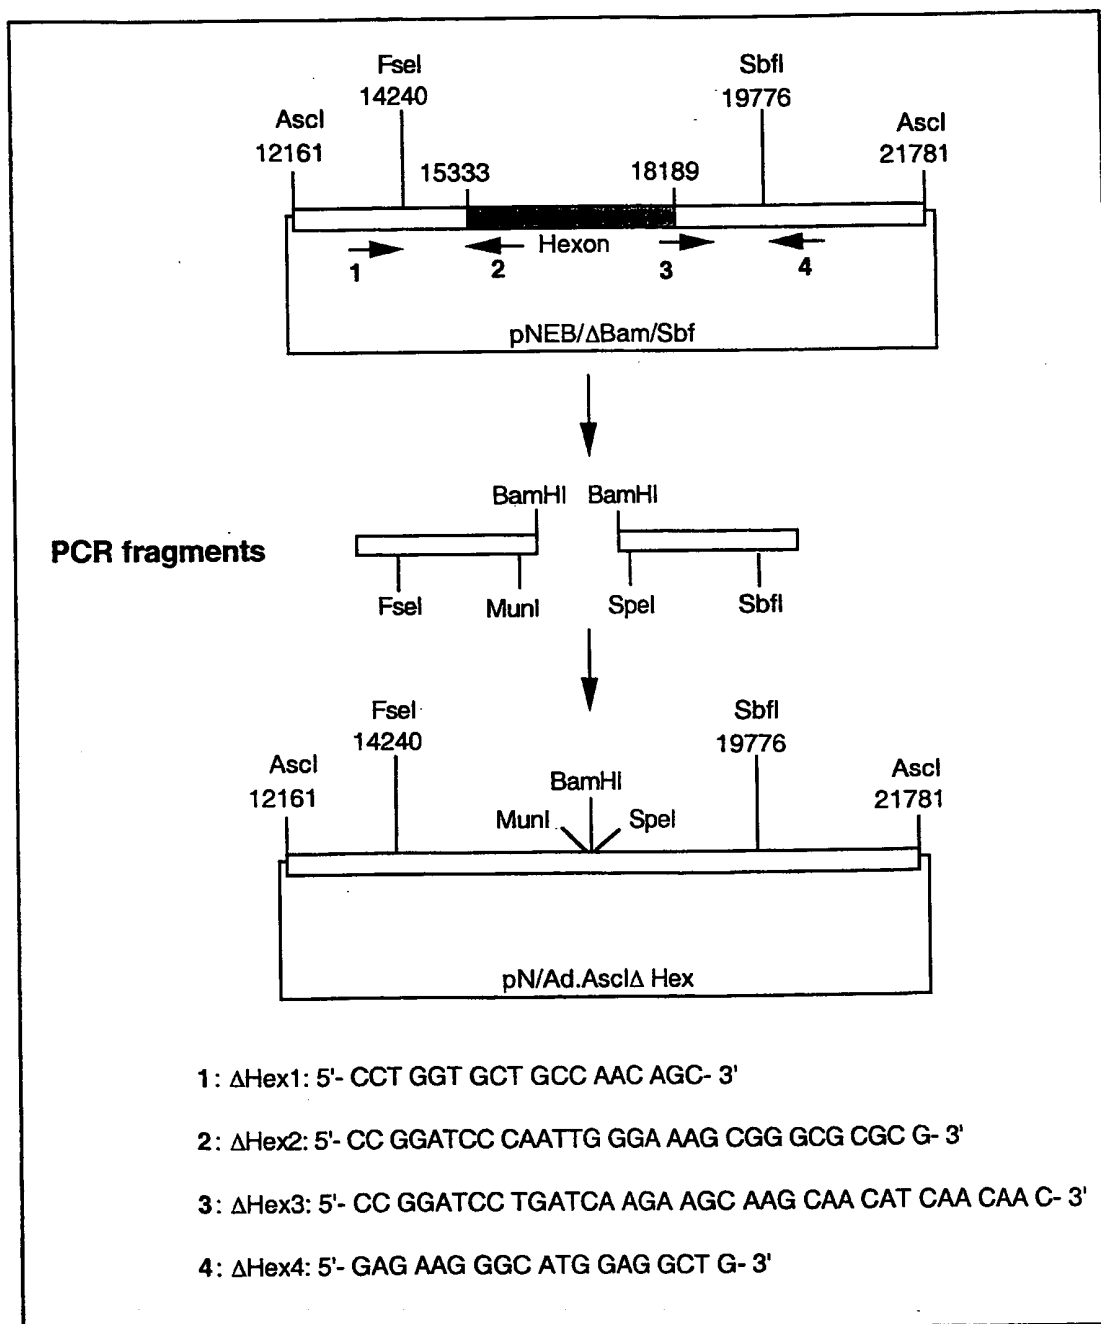 FseI
14240
SbfI
19776
AscI
12161
AscI
21781
15333
18189
1
2
Hexon
3
4
pNEB/ΔBam/Sbf
BamHI
BamHI
PCR fragments
FseI
MunI
SpeI
SbfI
FseI
14240
SbfI
19776
AscI
12161
AscI
21781
BamHI
MunI
SpeI
pN/Ad.AscIΔ Hex
1: ΔHex1: 5'- CCT GGT GCT GCC AAC AGC- 3'
2: ΔHex2: 5'- CC GGATCC CAATTG GGA AAG CGG GCG CGC G- 3'
3: ΔHex3: 5'- CC GGATCC TGATCA AGA AGC AAG CAA CAT CAA CAA C- 3'
4: ΔHex4: 5'- GAG AAG GGC ATG GAG GCT G- 3'